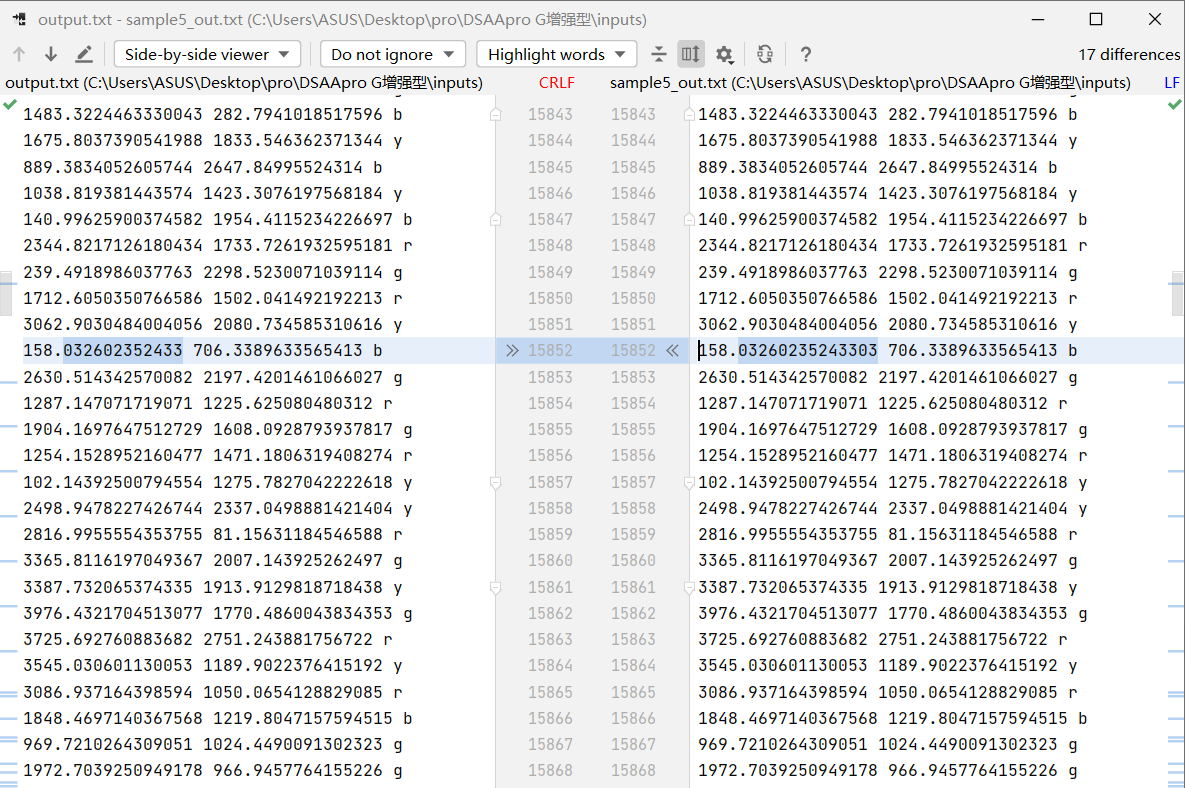 output.txt - sample5_out.txt (C:\Users\ASUS\Desktop\pro\DSAApro G增强型\inputs)
Side-by-side viewer Do not ignore Highlight words ? 17 differences
output.txt (C:\Users\ASUS\Desktop\pro\DSAApro G增强型\inputs) CRLF sample5_out.txt (C:\Users\ASUS\Desktop\pro\DSAApro G增强型\inputs) LF
1483.3224463330043 282.7941018517596 b 15843 15843 1483.3224463330043 282.7941018517596 b
1675.8037390541988 1833.546362371344 y 15844 15844 1675.8037390541988 1833.546362371344 y
889.3834052605744 2647.84995524314 b 15845 15845 889.3834052605744 2647.84995524314 b
1038.819381443574 1423.3076197568184 y 15846 15846 1038.819381443574 1423.3076197568184 y
140.99625900374582 1954.4115234226697 b 15847 15847 140.99625900374582 1954.4115234226697 b
2344.8217126180434 1733.7261932595181 r 15848 15848 2344.8217126180434 1733.7261932595181 r
239.4918986037763 2298.5230071039114 g 15849 15849 239.4918986037763 2298.5230071039114 g
1712.6050350766586 1502.041492192213 r 15850 15850 1712.6050350766586 1502.041492192213 r
3062.9030484004056 2080.734585310616 y 15851 15851 3062.9030484004056 2080.734585310616 y
158.032602352433 706.3389633565413 b 15852 15852 158.03260235243303 706.3389633565413 b
2630.514342570082 2197.4201461066027 g 15853 15853 2630.514342570082 2197.4201461066027 g
1287.147071719071 1225.625080480312 r 15854 15854 1287.147071719071 1225.625080480312 r
1904.1697647512729 1608.0928793937817 g 15855 15855 1904.1697647512729 1608.0928793937817 g
1254.1528952160477 1471.1806319408274 r 15856 15856 1254.1528952160477 1471.1806319408274 r
102.14392500794554 1275.7827042222618 y 15857 15857 102.14392500794554 1275.7827042222618 y
2498.9478227426744 2337.0498881421404 y 15858 15858 2498.9478227426744 2337.0498881421404 y
2816.9955554353755 81.15631184546588 r 15859 15859 2816.9955554353755 81.15631184546588 r
3365.8116197049367 2007.143925262497 g 15860 15860 3365.8116197049367 2007.143925262497 g
3387.732065374335 1913.9129818718438 y 15861 15861 3387.732065374335 1913.9129818718438 y
3976.4321704513077 1770.4860043834353 g 15862 15862 3976.4321704513077 1770.4860043834353 g
3725.692760883682 2751.243881756722 r 15863 15863 3725.692760883682 2751.243881756722 r
3545.030601130053 1189.9022376415192 y 15864 15864 3545.030601130053 1189.9022376415192 y
3086.937164398594 1050.0654128829085 r 15865 15865 3086.937164398594 1050.0654128829085 r
1848.4697140367568 1219.8047157594515 b 15866 15866 1848.4697140367568 1219.8047157594515 b
969.7210264309051 1024.4490091302323 g 15867 15867 969.7210264309051 1024.4490091302323 g
1972.7039250949178 966.9457764155226 g 15868 15868 1972.7039250949178 966.9457764155226 g